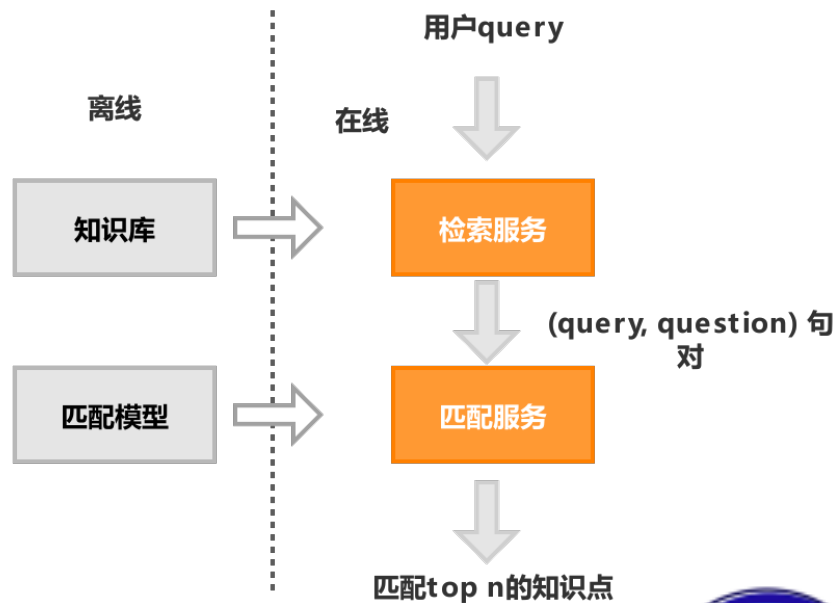 用户query
离线
在线
知识库
检索服务
(query, question) 句
对
匹配模型
匹配服务
匹配top n的知识点